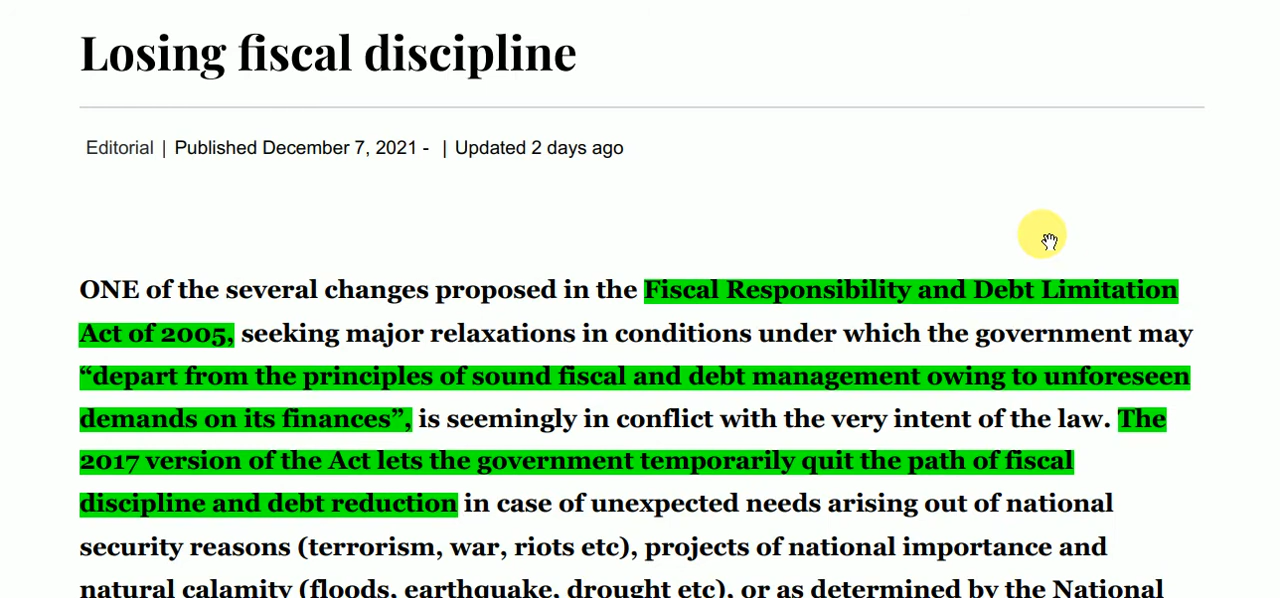 Losing fiscal discipline
Editorial | Published December 7, 2021 - | Updated 2 days ago
ONE of the several changes proposed in the Fiscal Responsibility and Debt Limitation
Act of 2005, seeking major relaxations in conditions under which the government may
“depart from the principles of sound fiscal and debt management owing to unforeseen
demands on its finances”, is seemingly in conflict with the very intent of the law. The
2017 version of the Act lets the government temporarily quit the path of fiscal
discipline and debt reduction in case of unexpected needs arising out of national
security reasons (terrorism, war, riots etc), projects of national importance and
natural calamity (floods, earthquake, drought etc), or as determined by the National